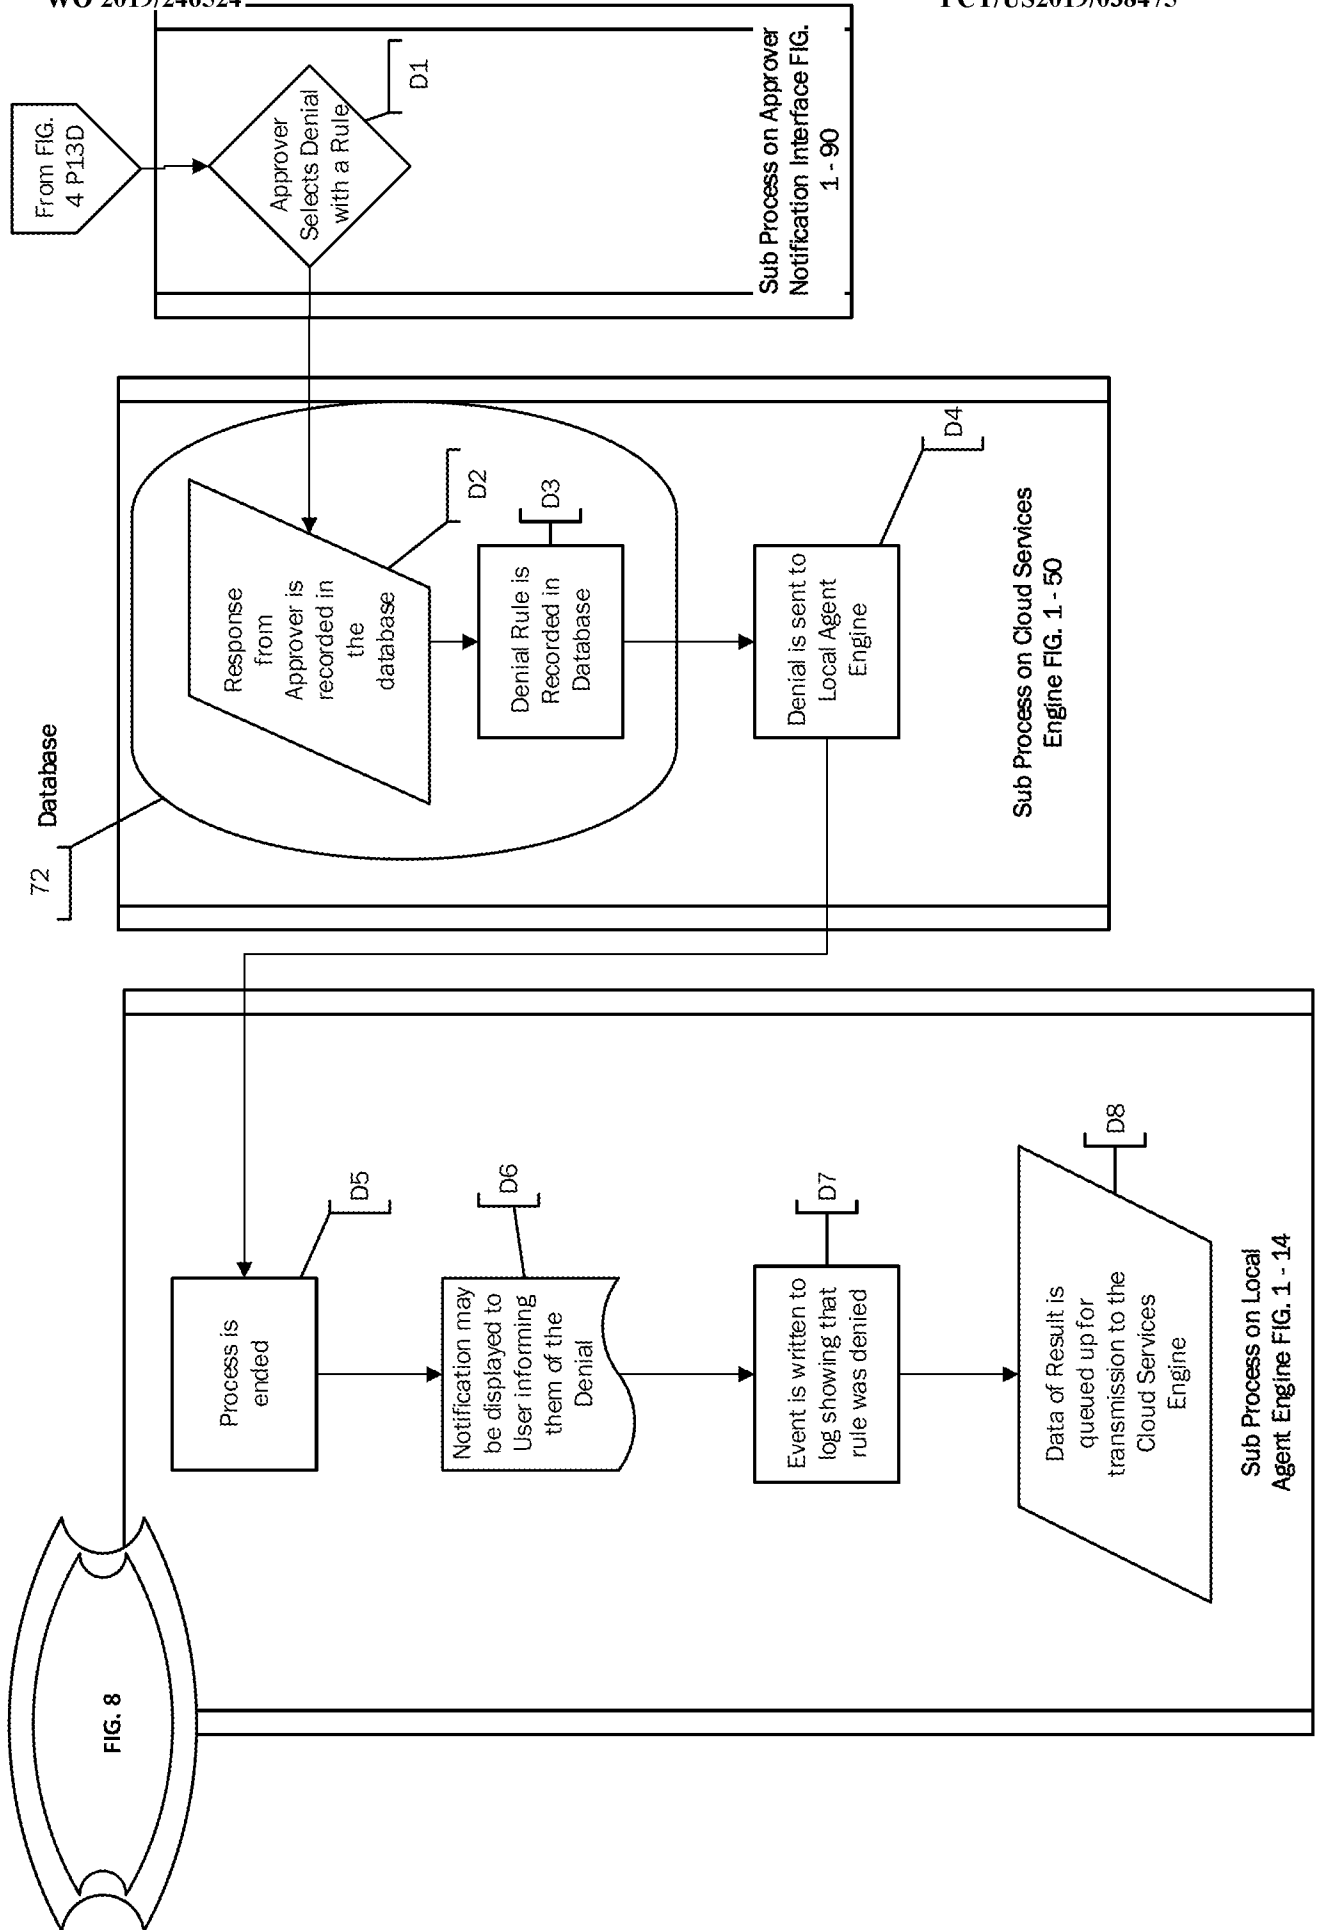 WO 2019/246524
PCT/US2019/038475
FIG. 8
From FIG.
4 P13D
Approver
Selects Denial
with a Rule
D1
Sub Process on Approver
Notification Interface FIG.
1 - 90
72
Database
Response
from
Approver is
recorded in
the
database
D2
Denial Rule is
Recorded in
Database
D3
Denial is sent to
Local Agent
Engine
D4
Sub Process on Cloud Services
Engine FIG. 1 - 50
Process is
ended
D5
Notification may
be displayed to
User informing
them of the
Denial
D6
Event is written to
log showing that
rule was denied
D7
Data of Result is
queued up for
transmission to the
Cloud Services
Engine
D8
Sub Process on Local
Agent Engine FIG. 1 - 14